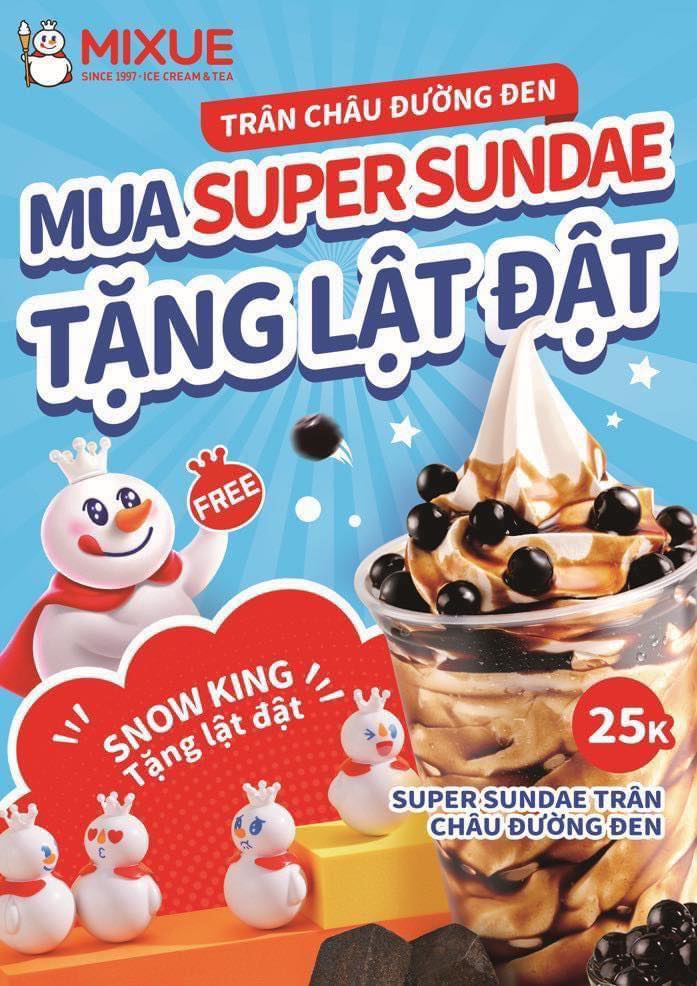 MIXUE
SINCE 1997·ICE CREAM & TEA
TRÂN CHÂU ĐƯỜNG ĐEN
MUA SUPER SUNDAE
TẶNG LẬT ĐẬT
FREE
SNOW KING
Tặng lật đật
25K
SUPER SUNDAE TRÂN
CHÂU ĐƯỜNG ĐEN